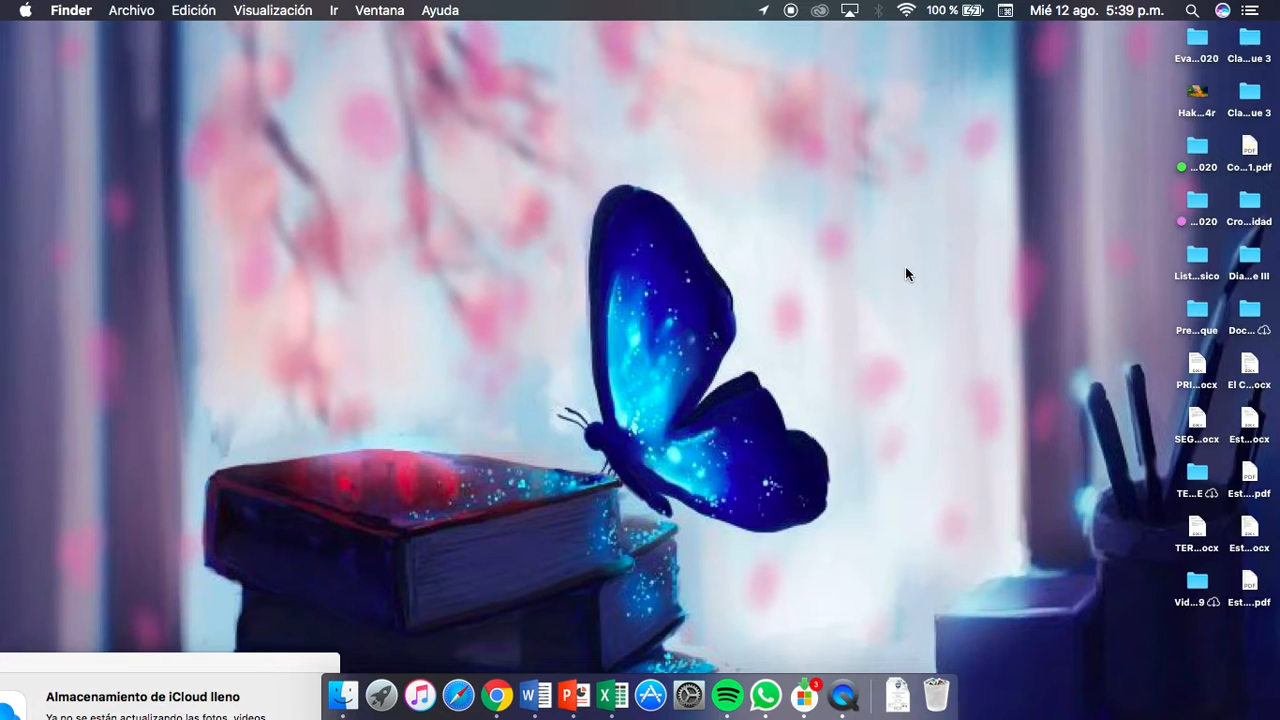 Finder Archivo Edición Visualización Ir Ventana Ayuda 100 % Mié 12 ago. 5:39 p.m.
Eva...020 Cla...ue 3
Hak...4r Cla...ue 3
...020 Co...1.pdf
...020 Cro...idad
List...sico Dia...e III
Pre...que Doc...
PRI...ocx El C...ocx
SEG...ocx Est...ocx
TE...E Est...pdf
TER...ocx Est...ocx
Vid...9 Est....pdf
Almacenamiento de iCloud lleno
Ya no se están actualizando las fotos, videos,
3